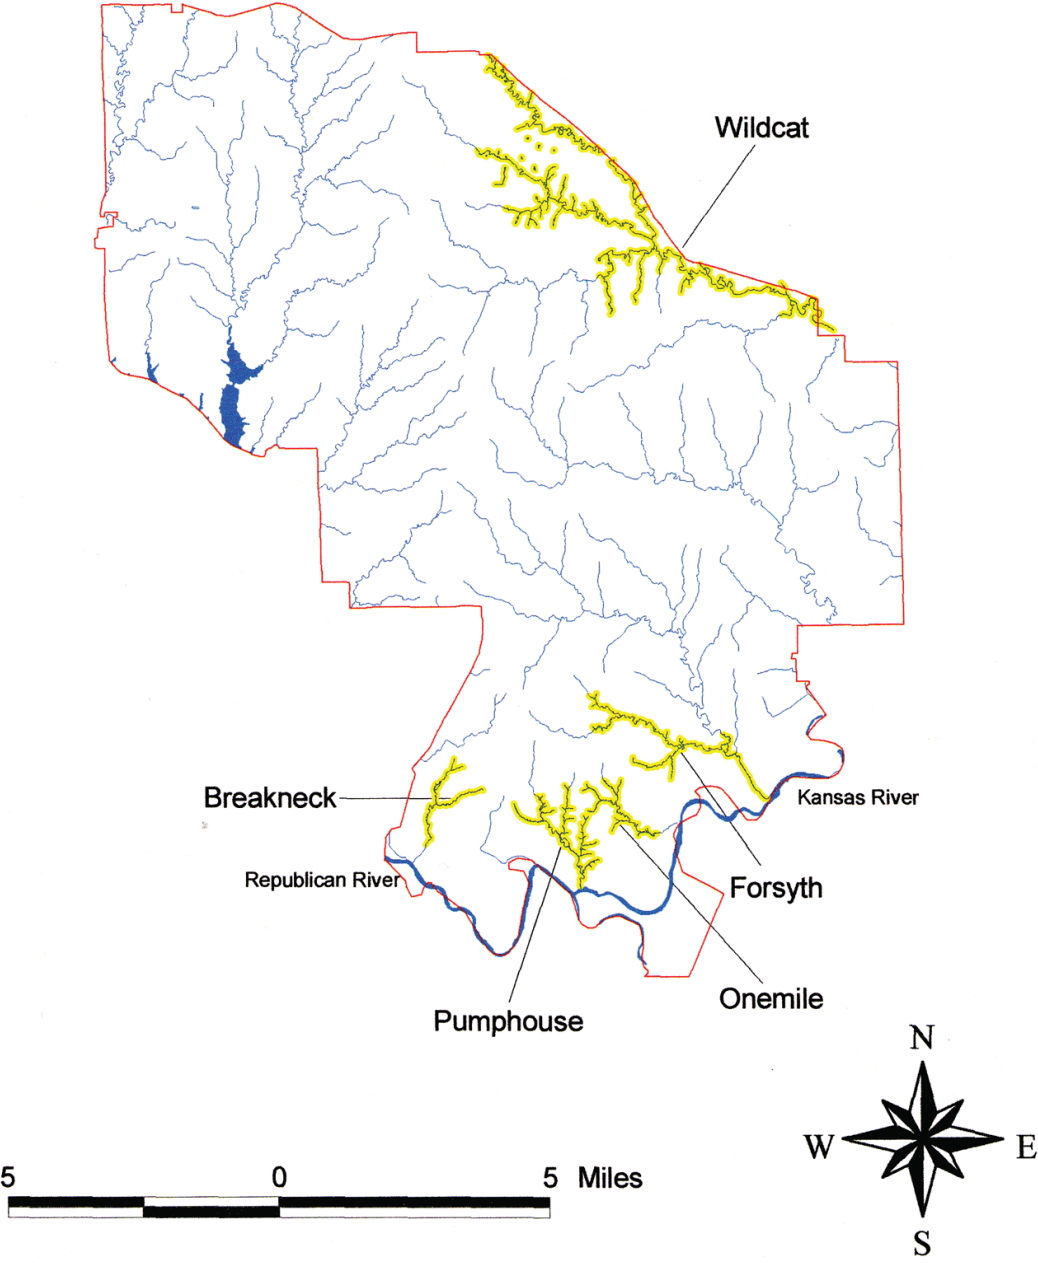 Wildcat
Breakneck
Kansas River
Republican River
Forsyth
Onemile
Pumphouse
N
W E
S
5 0 5 Miles